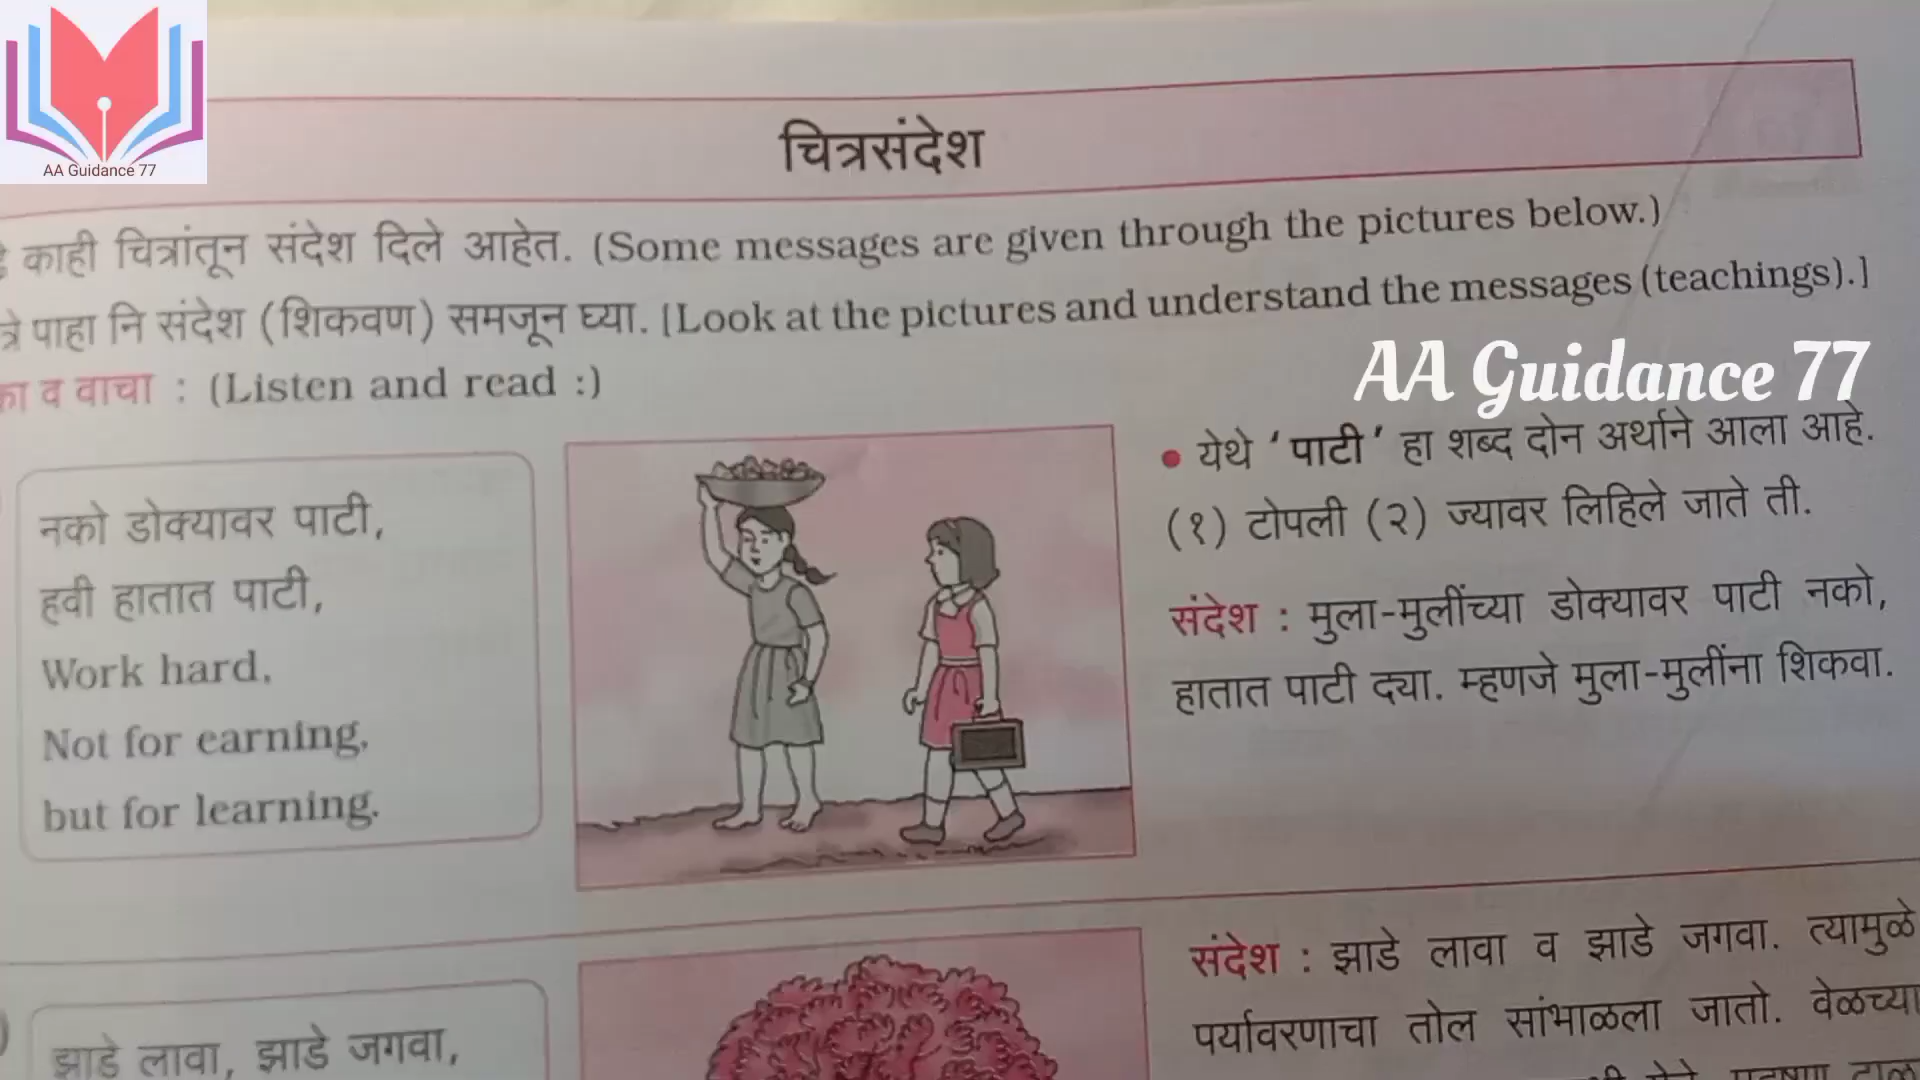 AA Guidance 77
चित्रसंदेश
काही चित्रांतून संदेश दिले आहेत. (Some messages are given through the pictures below.)
पाहा नि संदेश (शिकवण) समजून घ्या. [Look at the pictures and understand the messages (teachings).]
AA Guidance 77
व वाचा : (Listen and read :)
नको डोक्यावर पाटी,
हवी हातात पाटी,
Work hard,
Not for earning,
but for learning.
• येथे ‘पाटी’ हा शब्द दोन अर्थाने आला आहे.
(१) टोपली (२) ज्यावर लिहिले जाते ती.
संदेश : मुला-मुलींच्या डोक्यावर पाटी नको,
हातात पाटी द्या. म्हणजे मुला-मुलींना शिकवा.
झाडे लावा, झाडे जगवा,
संदेश : झाडे लावा व झाडे जगवा. त्यामुळे
पर्यावरणाचा तोल सांभाळला जातो. वेळच्या